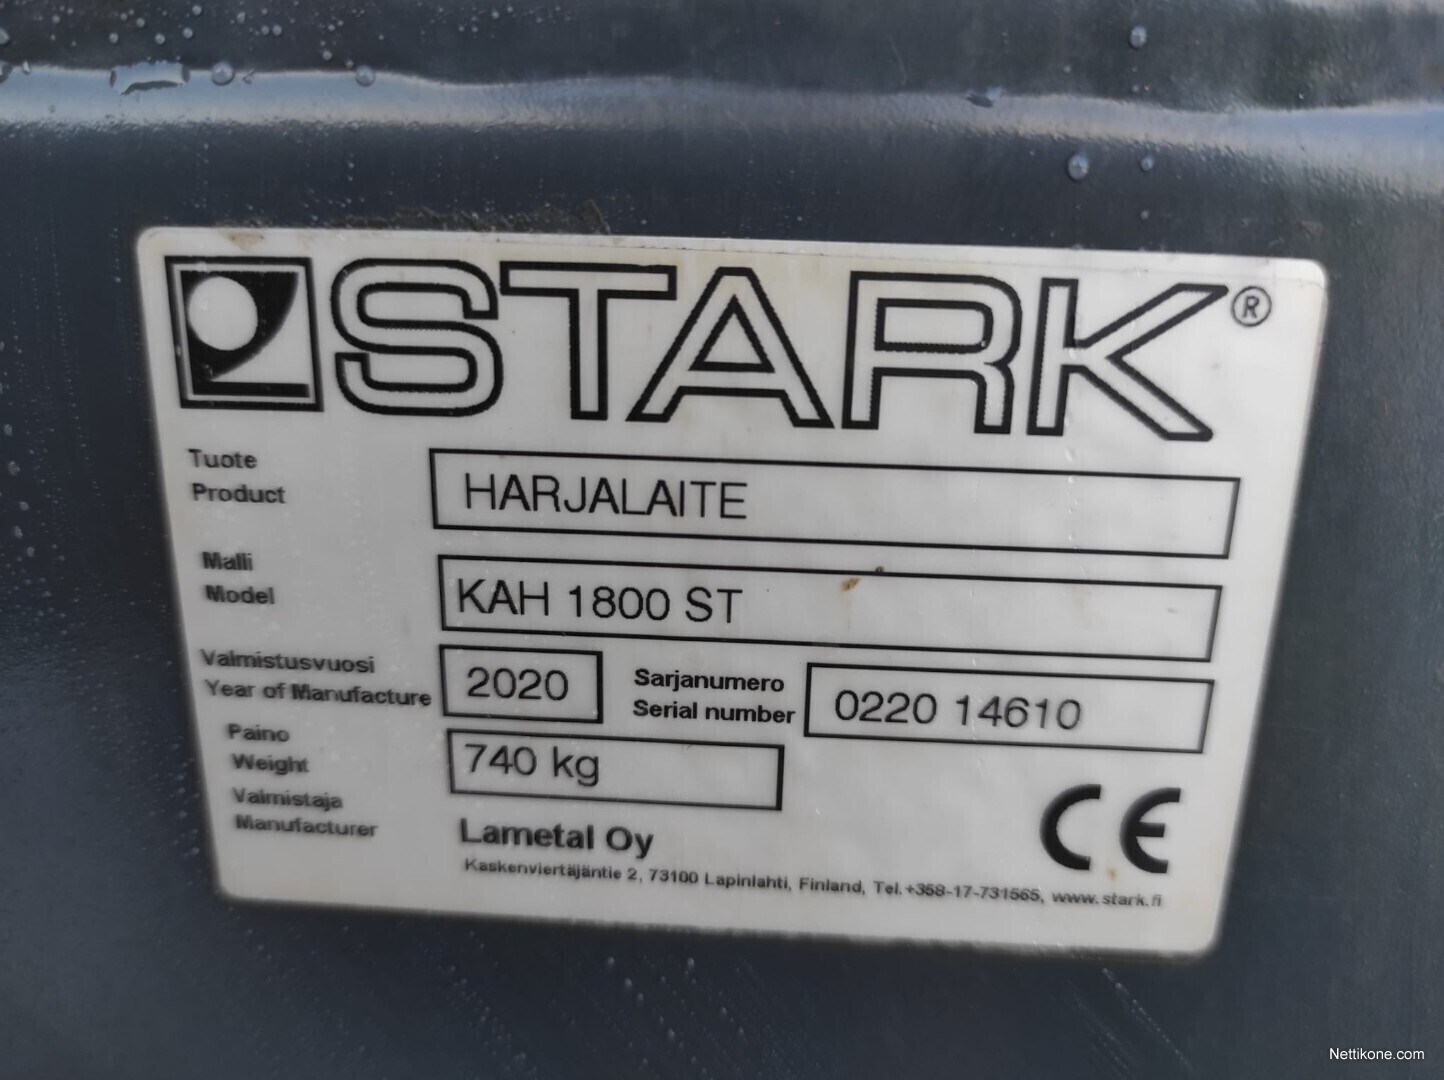 STARK®
Tuote
Product
HARJALAITE
Malli
Model
KAH 1800 ST
Valmistusvuosi
Year of Manufacture
2020
Sarjanumero
Serial number
0220 14610
Paino
Weight
740 kg
Valmistaja
Manufacturer
Lametal Oy
Kaskenviertäjäntie 2, 73100 Lapinlahti, Finland, Tel.+358-17-731565, www.stark.fi
CE
Nettikone.com